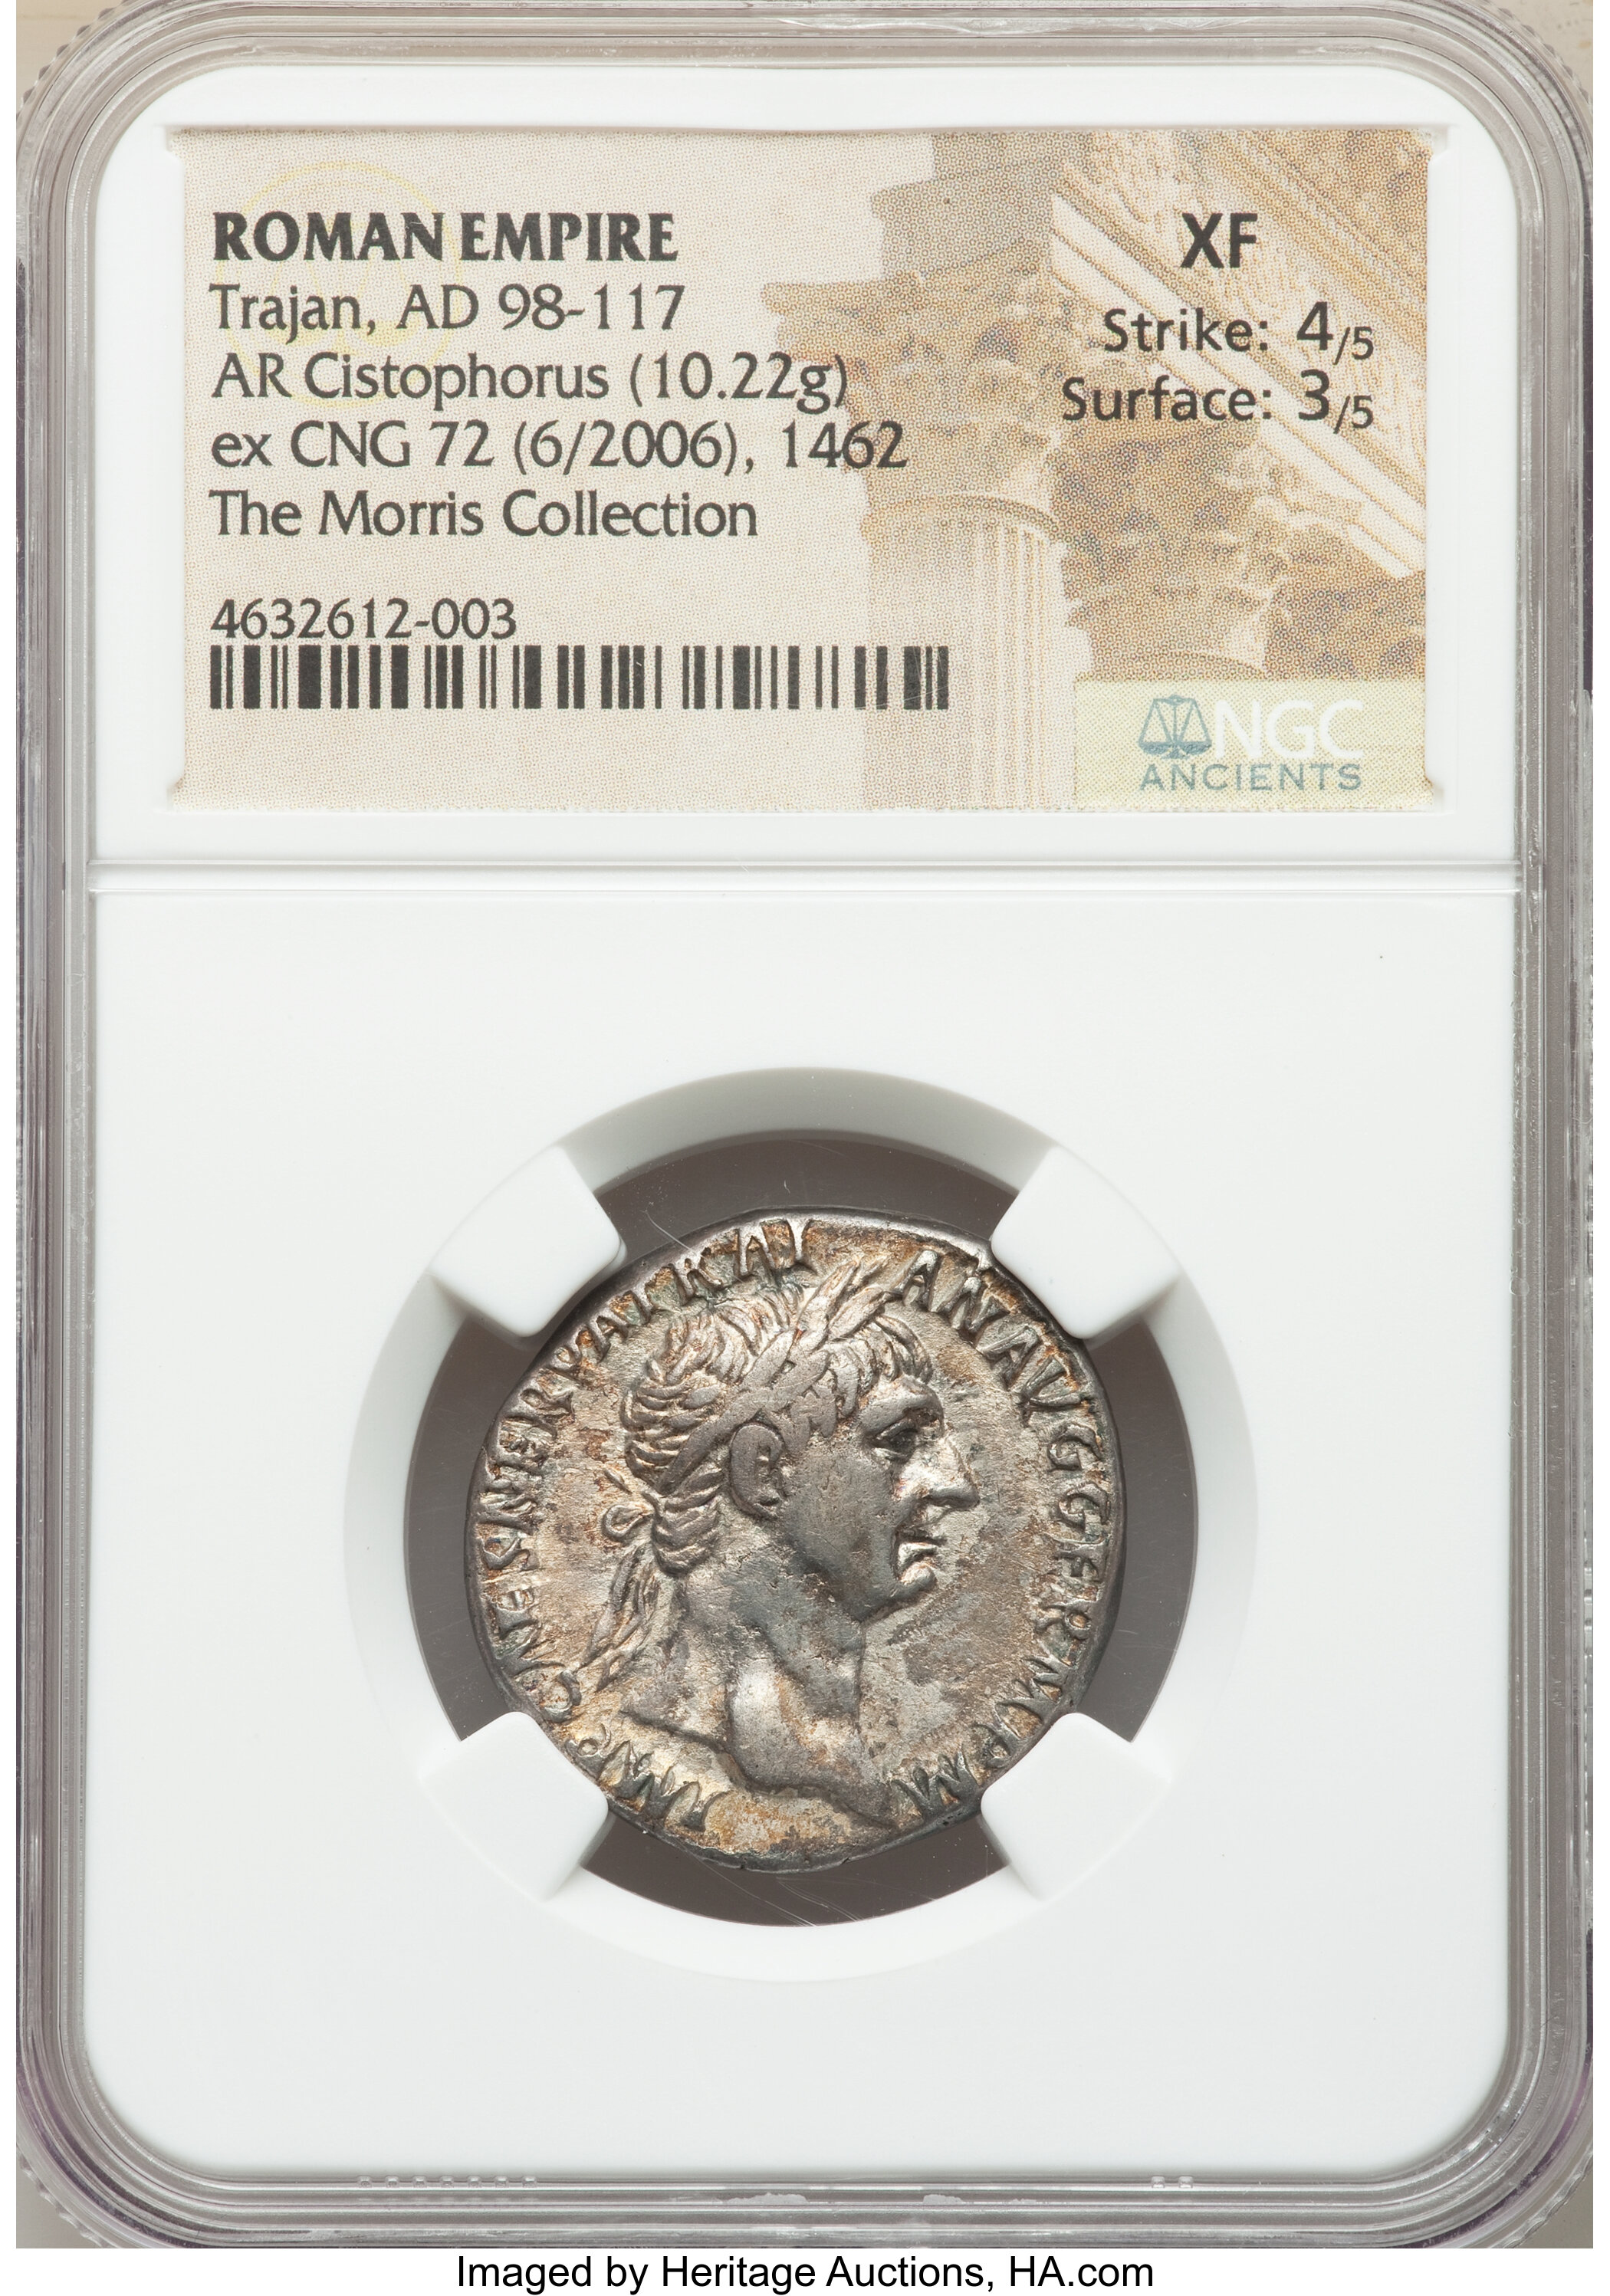 ROMAN EMPIRE
Trajan, AD 98-117
AR Cistophorus (10.22g)
ex CNG 72 (6/2006), 1462
The Morris Collection
4632612-003
XF
Strike: 4/5
Surface: 3/5
NGC
ANCIENTS
IMP CAES NERVA TRAI AN AVG GERM P M
Imaged by Heritage Auctions, HA.com